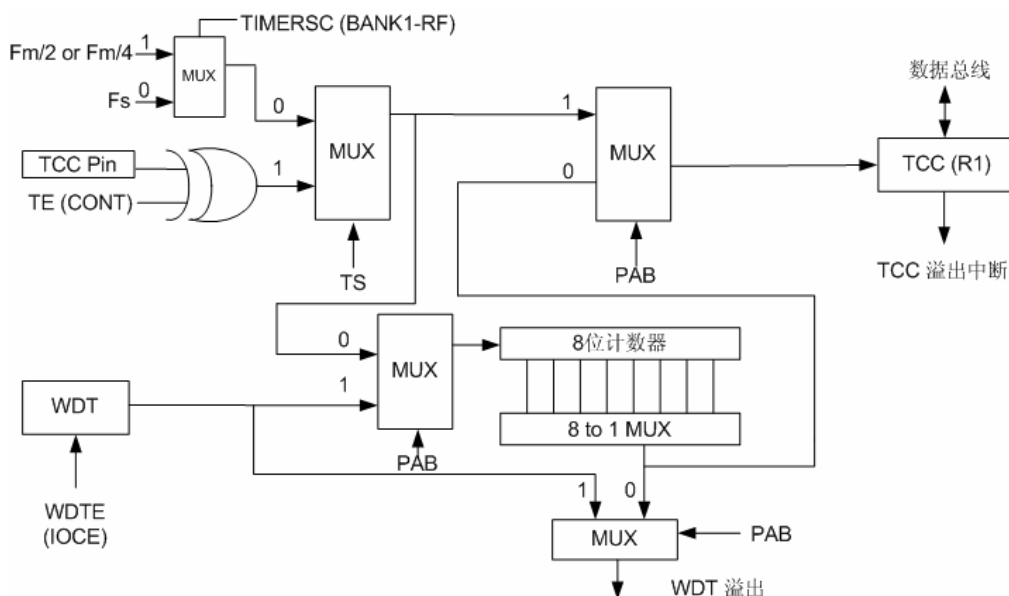 TIMERSC (BANK1-RF)
Fm/2 or Fm/4
1
MUX
Fs
0
0
TCC Pin
TE (CONT)
1
MUX
TS
1
0
MUX
PAB
数据总线
TCC (R1)
TCC 溢出中断
0
1
MUX
PAB
8位计数器
8 to 1 MUX
WDT
WDTE
(IOCE)
1
0
MUX
PAB
WDT 溢出